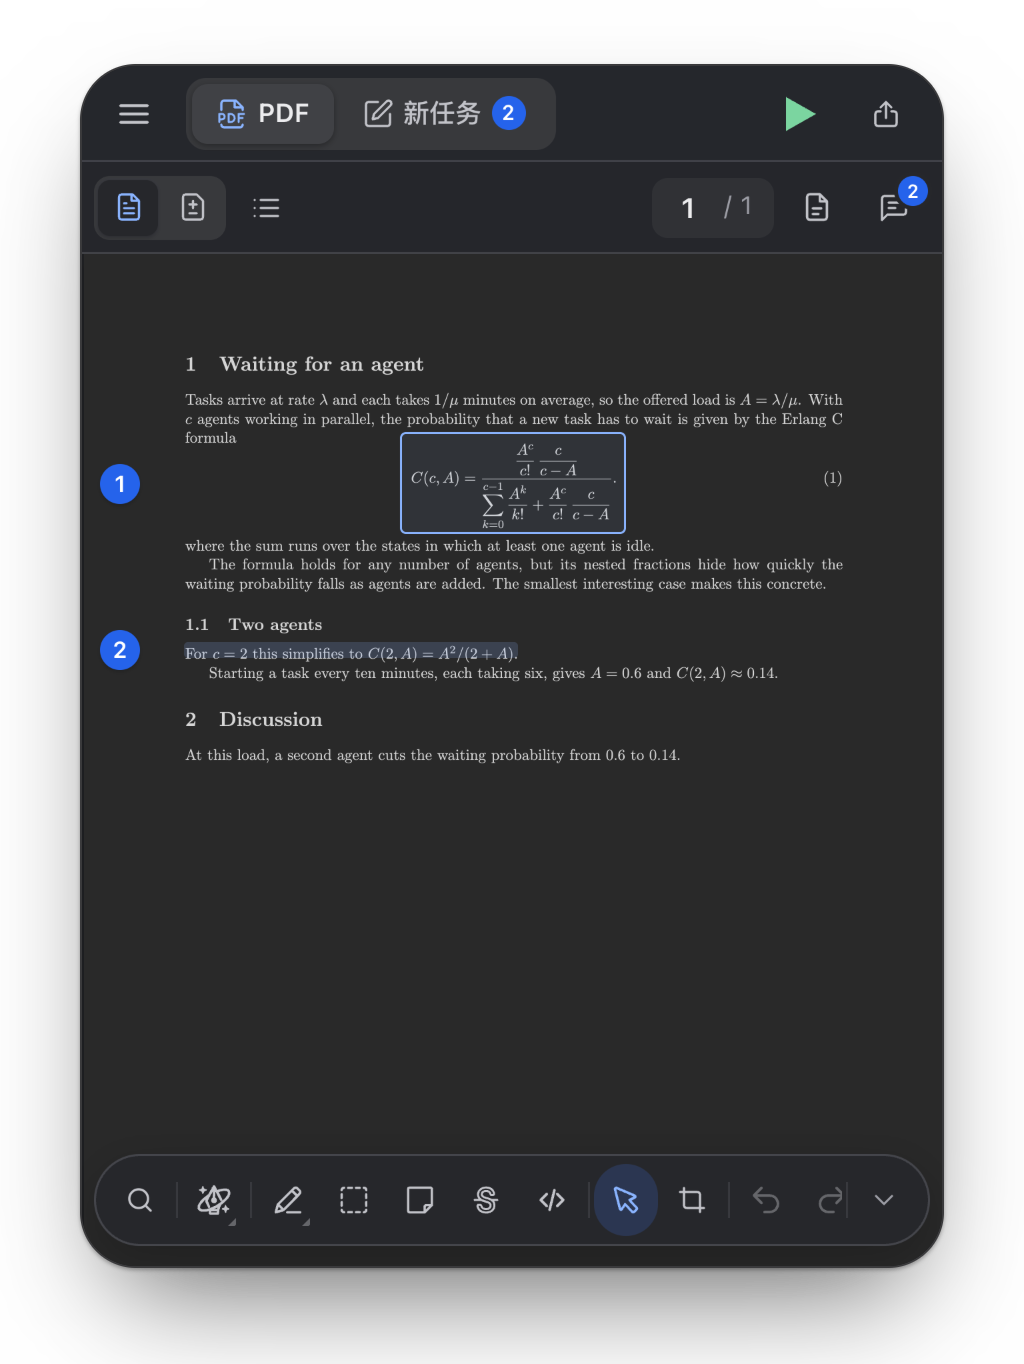 PDF 新任务 2
1 / 1 2
1 Waiting for an agent
Tasks arrive at rate λ and each takes 1/μ minutes on average, so the offered load is A = λ/μ. With
c agents working in parallel, the probability that a new task has to wait is given by the Erlang C
formula
1 C(c, A) = \frac{\frac{A^c}{c!} \frac{c}{c − A}}{\sum_{k=0}^{c−1} \frac{A^k}{k!} + \frac{A^c}{c!} \frac{c}{c − A}}. (1)
where the sum runs over the states in which at least one agent is idle.
The formula holds for any number of agents, but its nested fractions hide how quickly the
waiting probability falls as agents are added. The smallest interesting case makes this concrete.
1.1 Two agents
2 For c = 2 this simplifies to C(2, A) = A²/(2 + A).
Starting a task every ten minutes, each taking six, gives A = 0.6 and C(2, A) ≈ 0.14.
2 Discussion
At this load, a second agent cuts the waiting probability from 0.6 to 0.14.